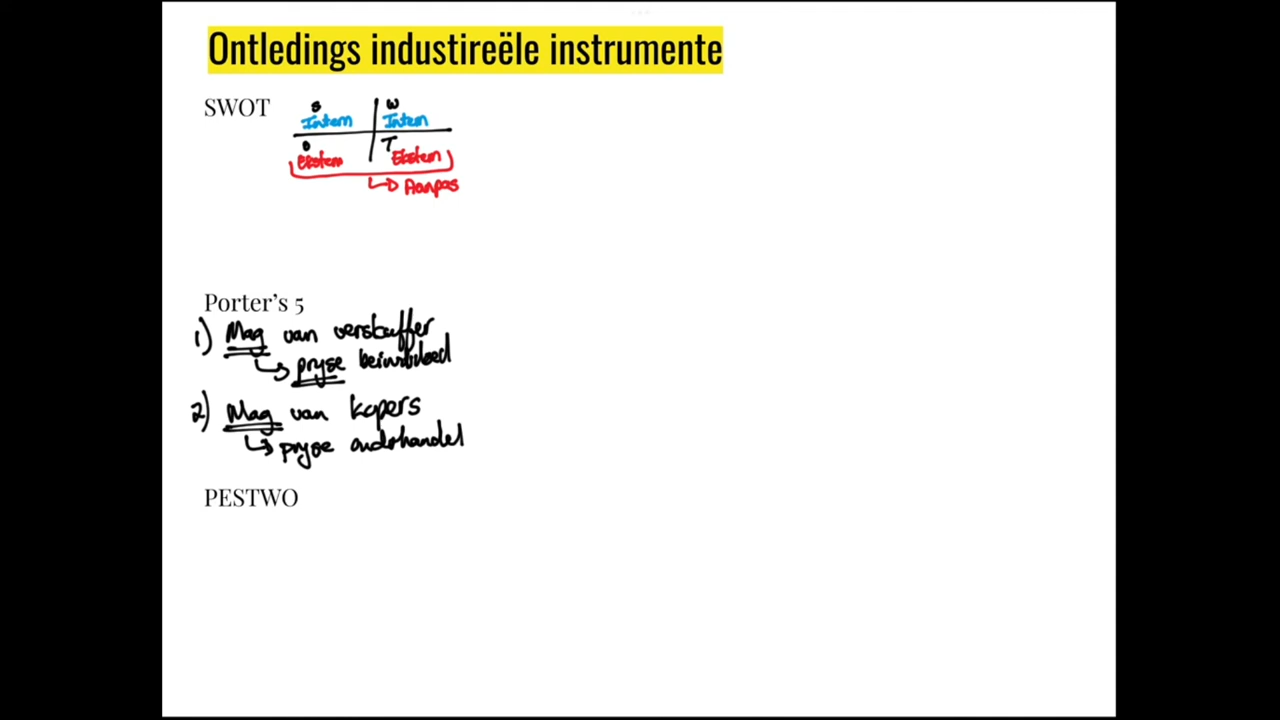 Ontledings industireële instrumente
SWOT
S W
Intern Intern
O T
Ekstern Ekstern
↳ Aanpas
Porter's 5
1) Mag van verskaffer
↳ pryse beïnvloed
2) Mag van kopers
↳ pryse onderhandel
PESTWO